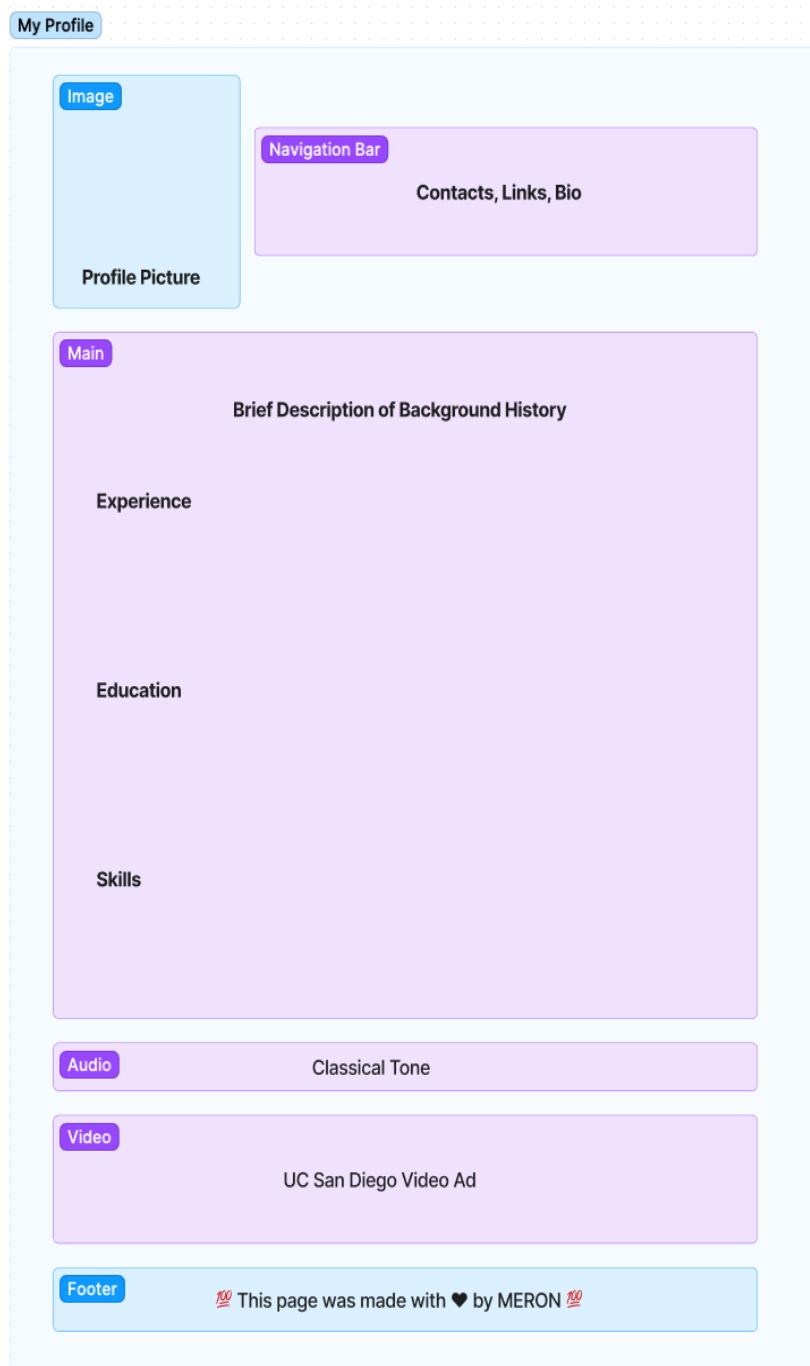 My Profile
Image
Profile Picture
Navigation Bar
Contacts, Links, Bio
Main
Brief Description of Background History
Experience
Education
Skills
Audio
Classical Tone
Video
UC San Diego Video Ad
Footer
💯 This page was made with ♥ by MERON 💯